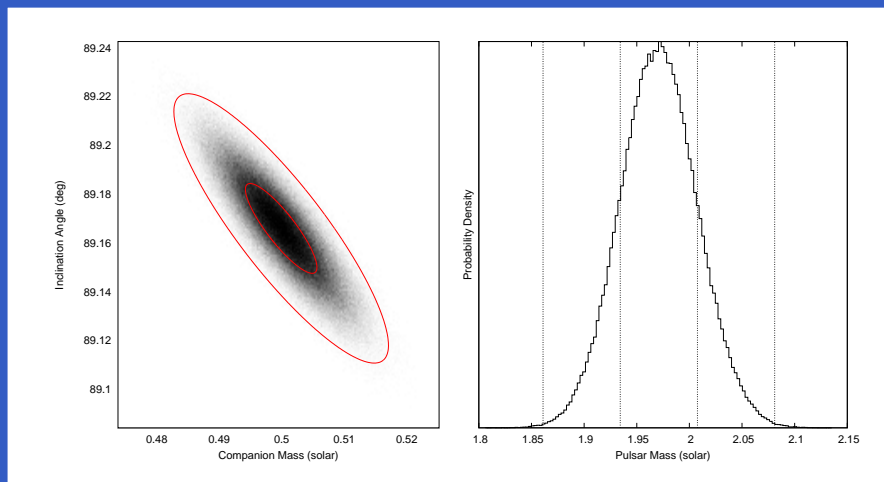 89.24
89.22
89.2
89.18
89.16
89.14
89.12
89.1
Inclination Angle (deg)
0.48 0.49 0.5 0.51 0.52
Companion Mass (solar)
Probability Density
1.8 1.85 1.9 1.95 2 2.05 2.1 2.15
Pulsar Mass (solar)